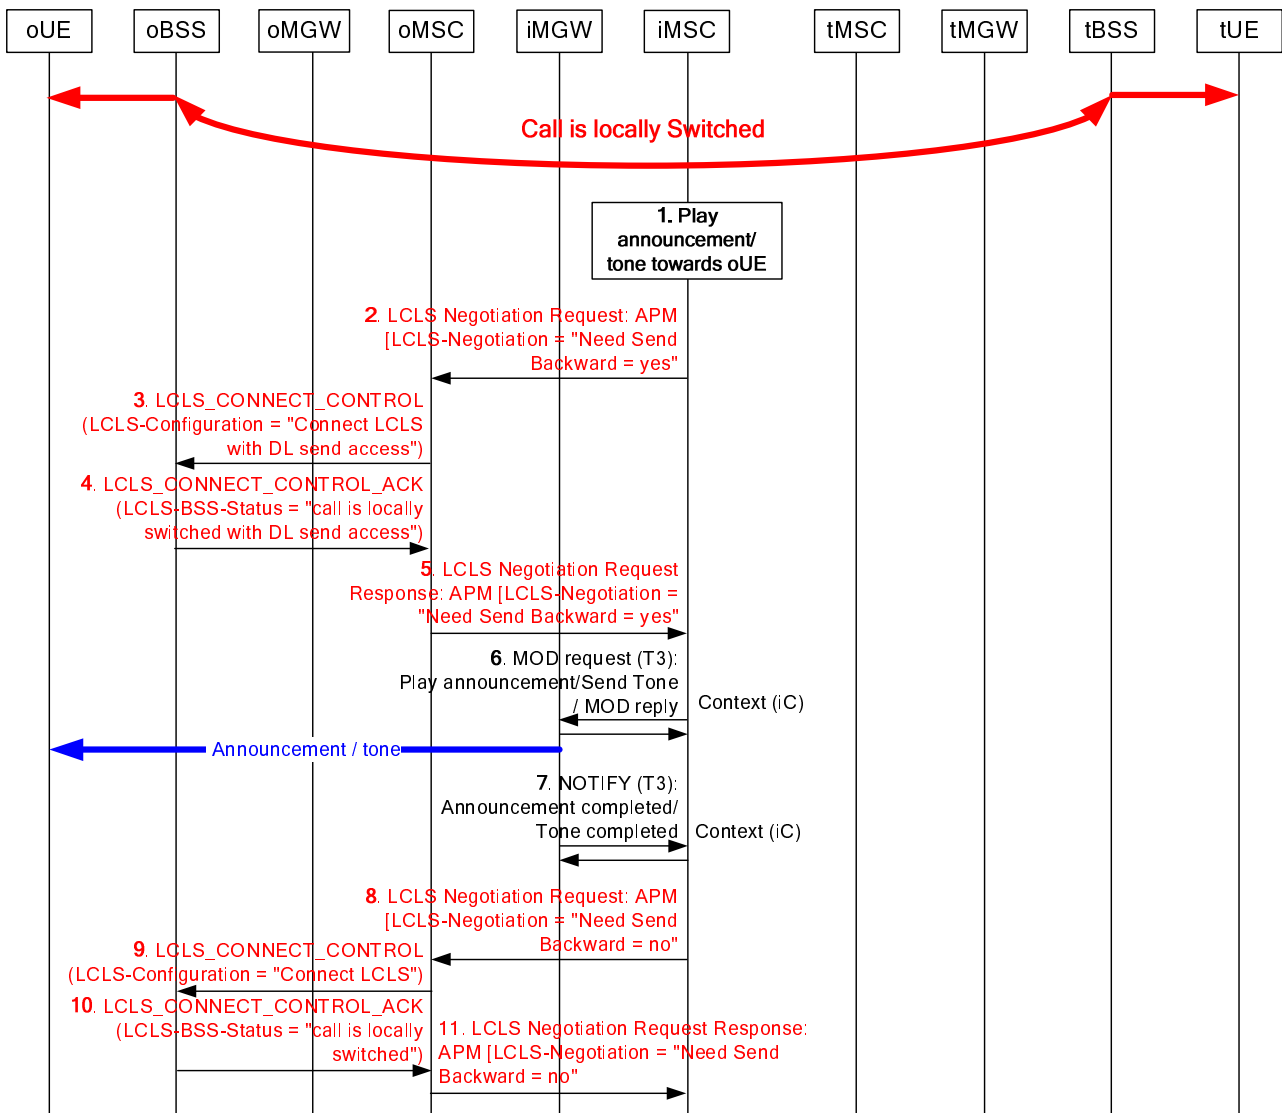 oUE
oBSS
oMGW
oMSC
iMGW
iMSC
tMSC
tMGW
tBSS
tUE
Call is locally Switched
1. Play
announcement/
tone towards oUE
2. LCLS Negotiation Request: APM
[LCLS-Negotiation = "Need Send
Backward = yes"
3. LCLS_CONNECT_CONTROL
(LCLS-Configuration = "Connect LCLS
with DL send access")
4. LCLS_CONNECT_CONTROL_ACK
(LCLS-BSS-Status = "call is locally
switched with DL send access")
5. LCLS Negotiation Request
Response: APM [LCLS-Negotiation =
"Need Send Backward = yes"
6. MOD request (T3):
Play announcement/Send Tone
/ MOD reply
Context (iC)
Announcement / tone
7. NOTIFY (T3):
Announcement completed/
Tone completed
Context (iC)
8. LCLS Negotiation Request: APM
[LCLS-Negotiation = "Need Send
Backward = no"
9. LCLS_CONNECT_CONTROL
(LCLS-Configuration = "Connect LCLS")
10. LCLS_CONNECT_CONTROL_ACK
(LCLS-BSS-Status = "call is locally
switched")
11. LCLS Negotiation Request Response:
APM [LCLS-Negotiation = "Need Send
Backward = no"